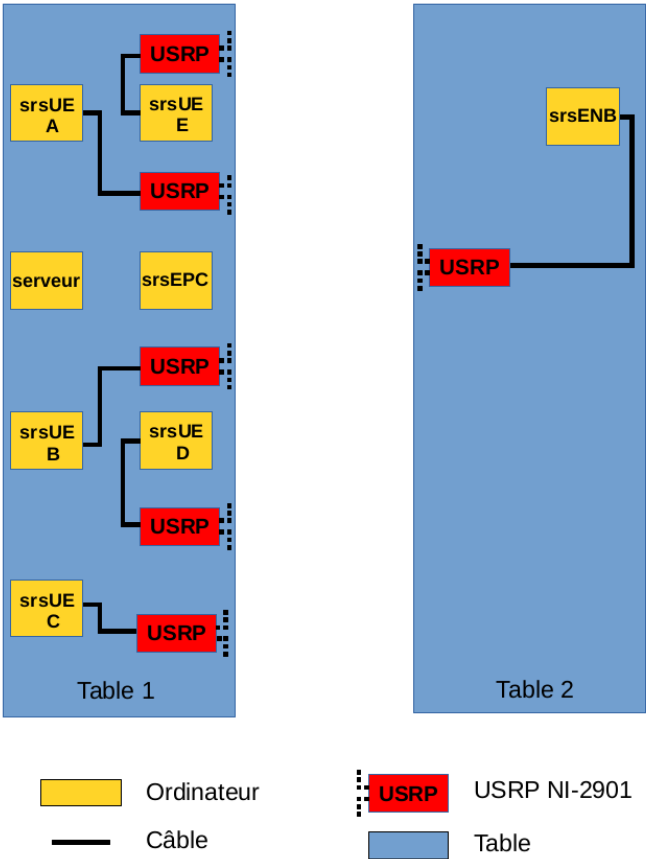 USRP
srsUE
A
srsUE
E
USRP
serveur
srsEPC
USRP
srsUE
B
srsUE
D
USRP
srsUE
C
USRP
Table 1
srsENB
USRP
Table 2
Ordinateur
USRP
USRP NI-2901
Câble
Table